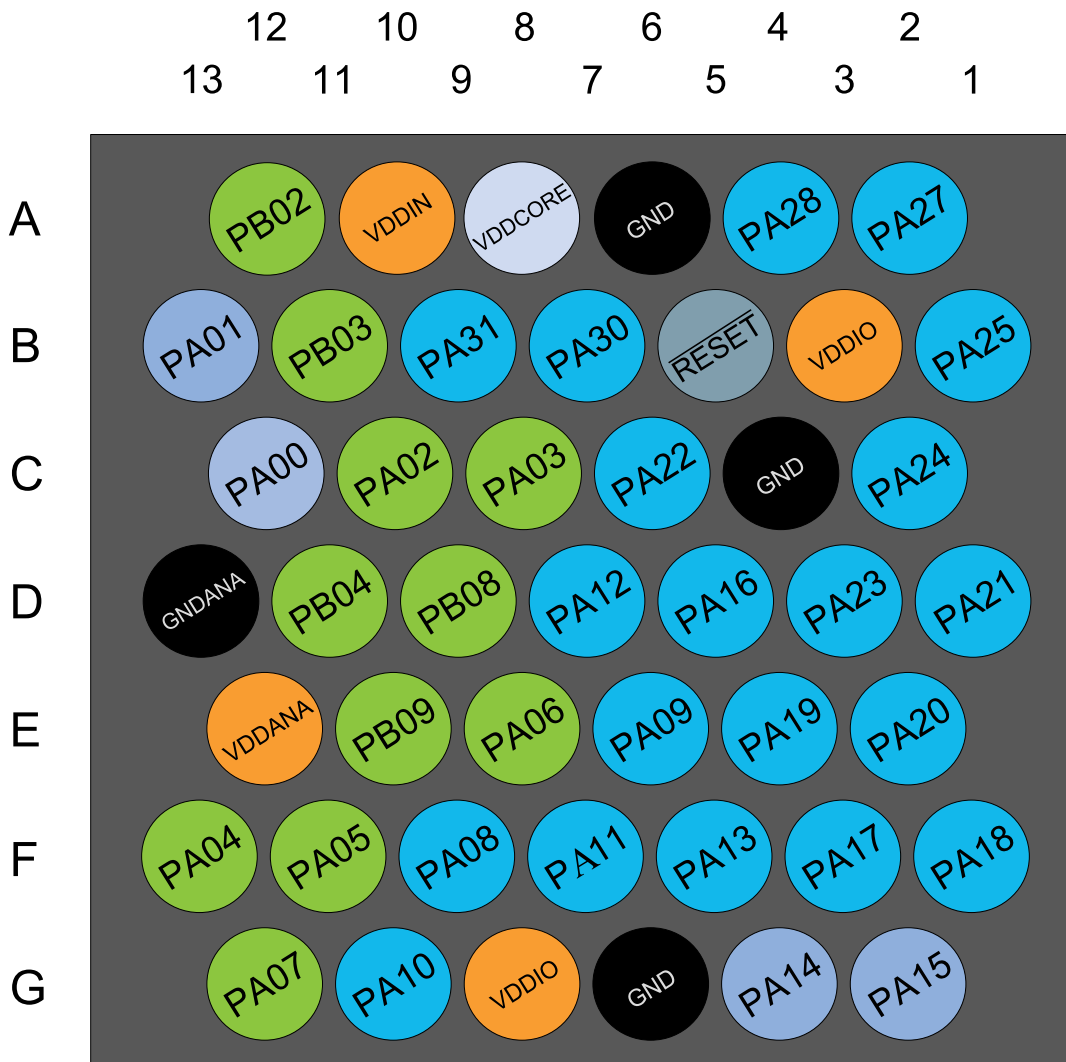 12 10 8 6 4 2
13 11 9 7 5 3 1
A PB02 VDDIN VDDCORE GND PA28 PA27
B PA01 PB03 PA31 PA30 RESET VDDIO PA25
C PA00 PA02 PA03 PA22 GND PA24
D GNDANA PB04 PB08 PA12 PA16 PA23 PA21
E VDDANA PB09 PA06 PA09 PA19 PA20
F PA04 PA05 PA08 PA11 PA13 PA17 PA18
G PA07 PA10 VDDIO GND PA14 PA15